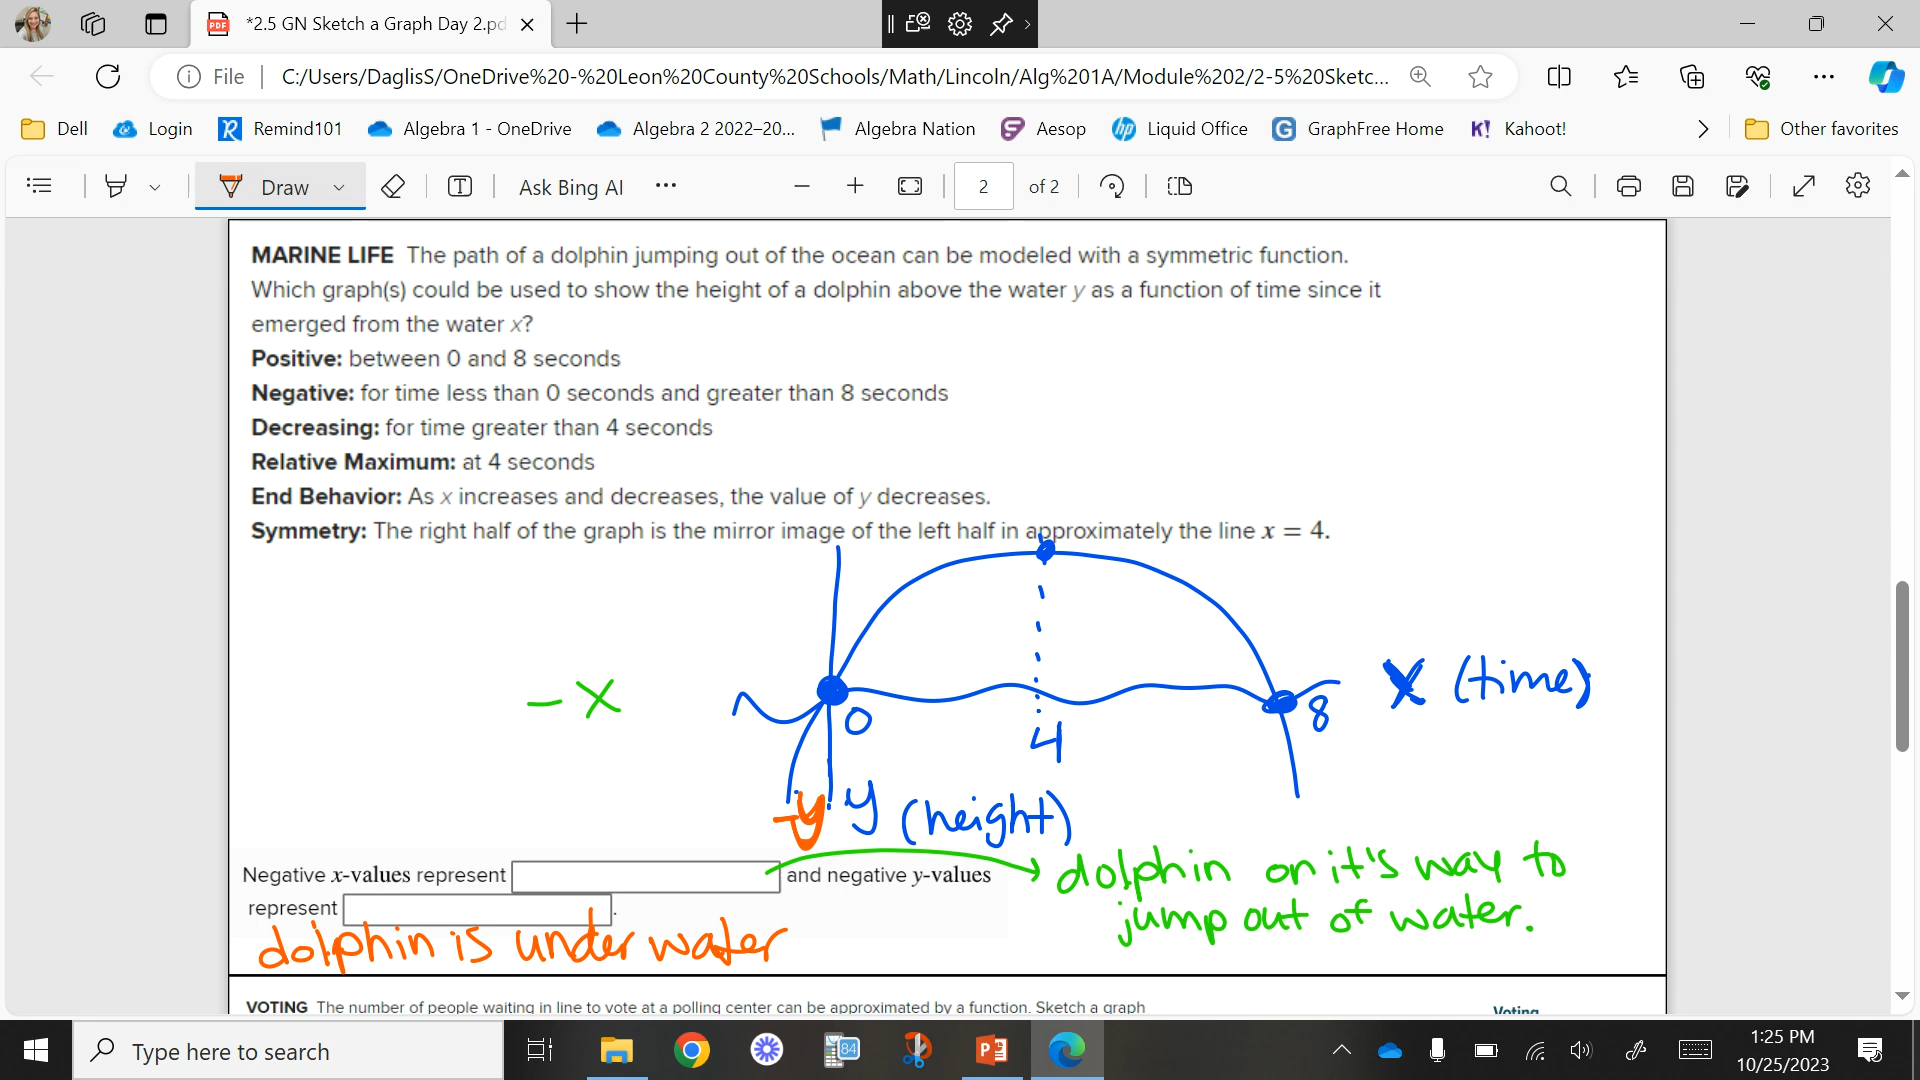 *2.5 GN Sketch a Graph Day 2.pd
File
C:/Users/DaglisS/OneDrive%20-%20Leon%20County%20Schools/Math/Lincoln/Alg%201A/Module%202/2-5%20Sketc...
Dell Login Remind101 Algebra 1 - OneDrive Algebra 2 2022–20... Algebra Nation Aesop Liquid Office GraphFree Home Kahoot! Other favorites
Draw Ask Bing AI 2 of 2
MARINE LIFE The path of a dolphin jumping out of the ocean can be modeled with a symmetric function.
Which graph(s) could be used to show the height of a dolphin above the water y as a function of time since it
emerged from the water x?
Positive: between 0 and 8 seconds
Negative: for time less than 0 seconds and greater than 8 seconds
Decreasing: for time greater than 4 seconds
Relative Maximum: at 4 seconds
End Behavior: As x increases and decreases, the value of y decreases.
Symmetry: The right half of the graph is the mirror image of the left half in approximately the line x = 4.
- X
X (time)
0
4
8
-y
y (height)
Negative x-values represent and negative y-values
represent .
dolphin on it's way to
jump out of water.
dolphin is under water
VOTING The number of people waiting in line to vote at a polling center can be approximated by a function. Sketch a graph
Voting
Type here to search
84
1:25 PM
10/25/2023